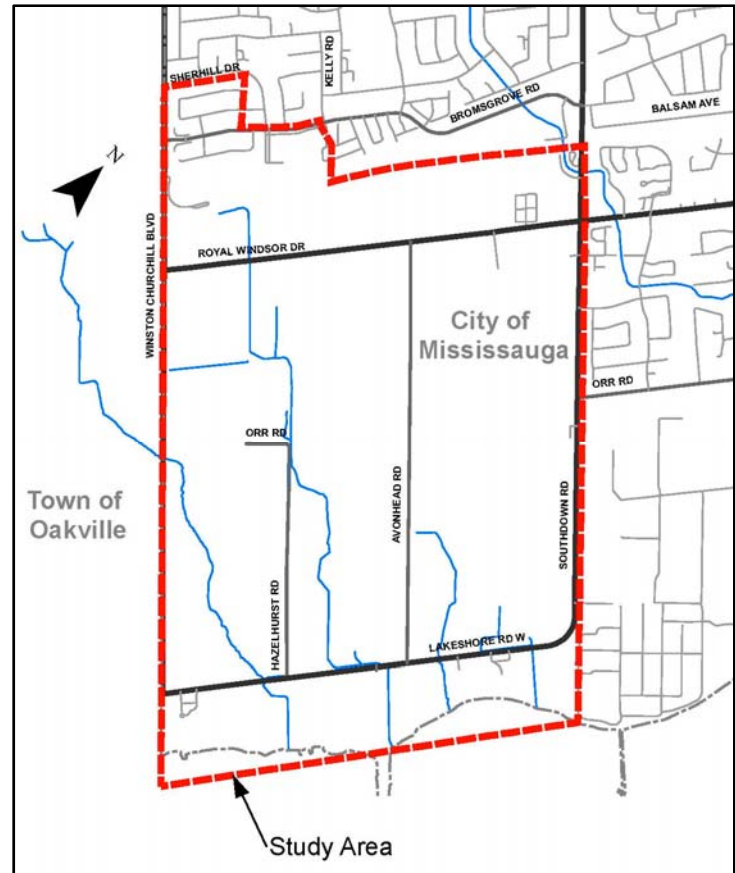 SHERHILL DR
KELLY RD
BROMSGROVE RD
BALSAM AVE
N
WINSTON CHURCHILL BLVD
ROYAL WINDSOR DR
City of
Mississauga
ORR RD
ORR RD
Town of
Oakville
AVONHEAD RD
SOUTHDOWN RD
HAZELHURST RD
LAKESHORE RD W
Study Area